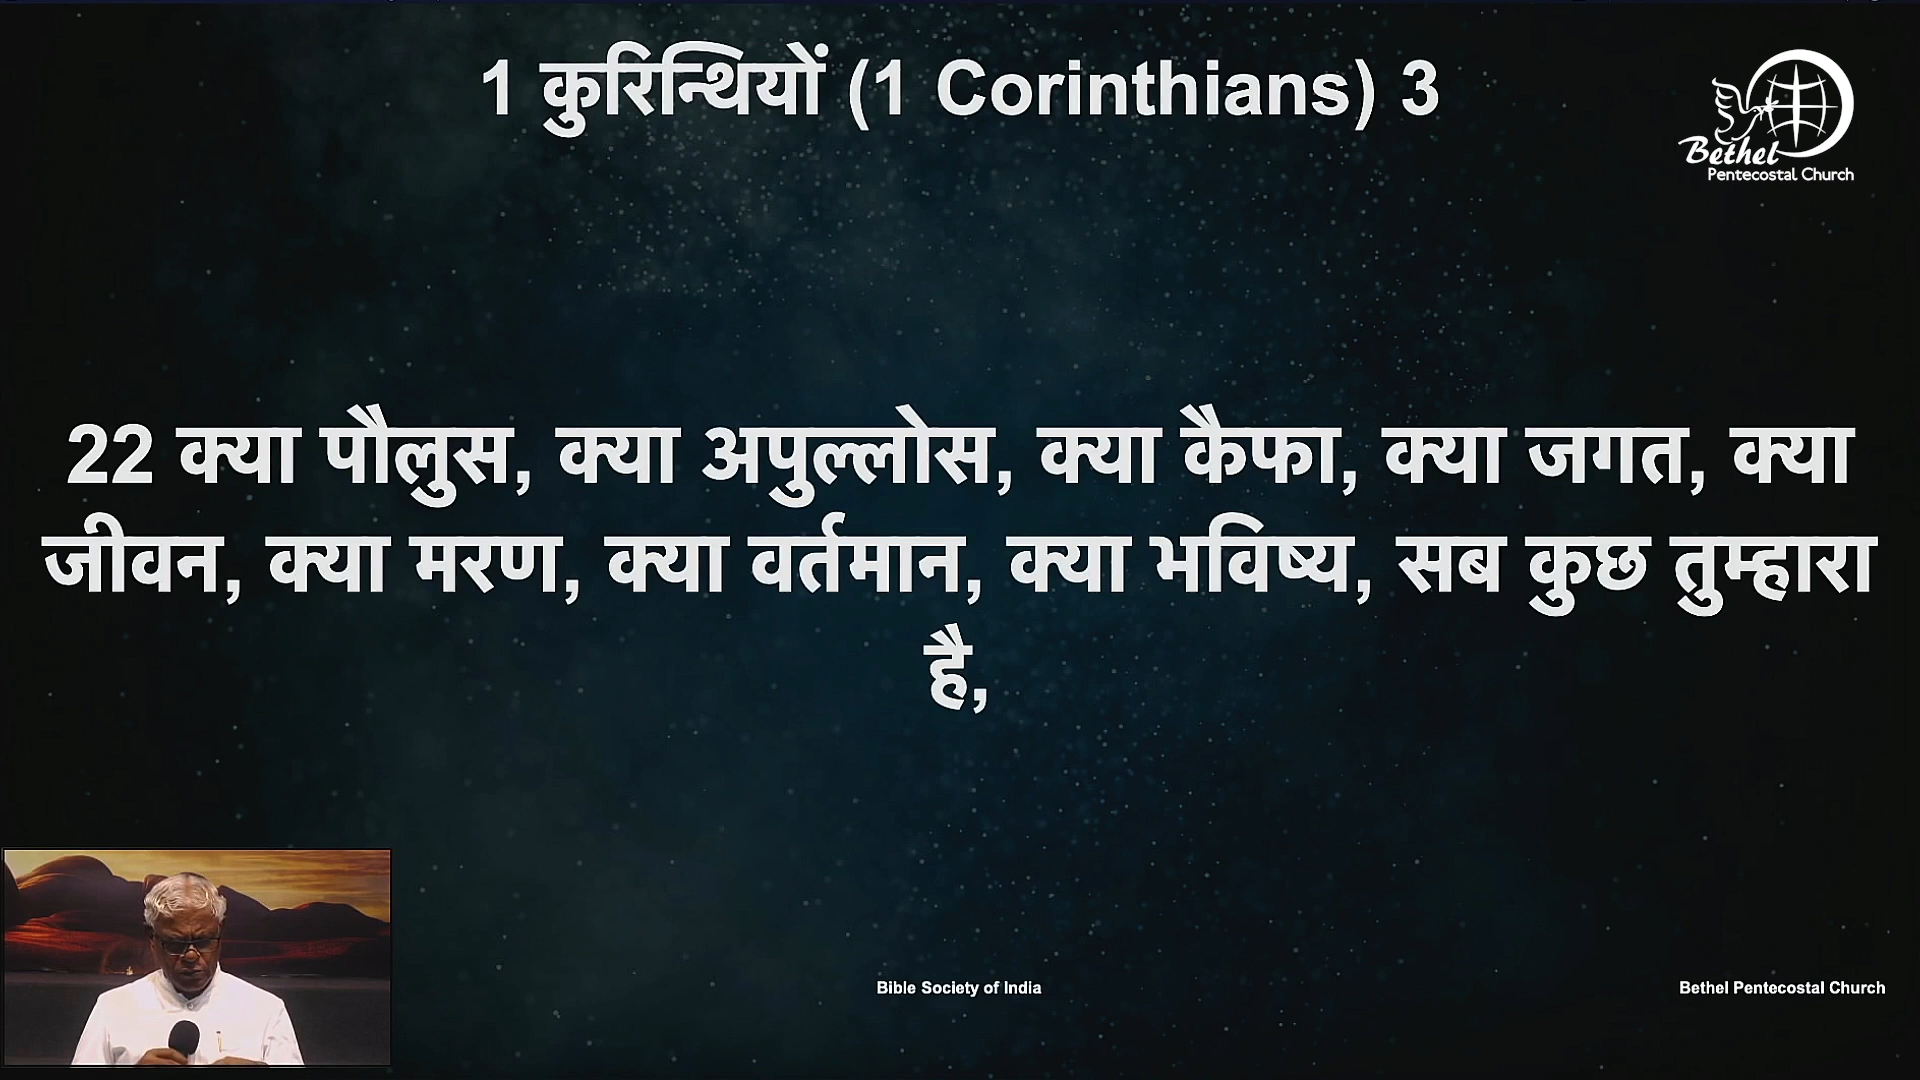 1 कुरिन्थियों (1 Corinthians) 3
Bethel
Pentecostal Church
22 क्या पौलुस, क्या अपुल्लोस, क्या कैफा, क्या जगत, क्या
जीवन, क्या मरण, क्या वर्तमान, क्या भविष्य, सब कुछ तुम्हारा
है,
Bible Society of India
Bethel Pentecostal Church